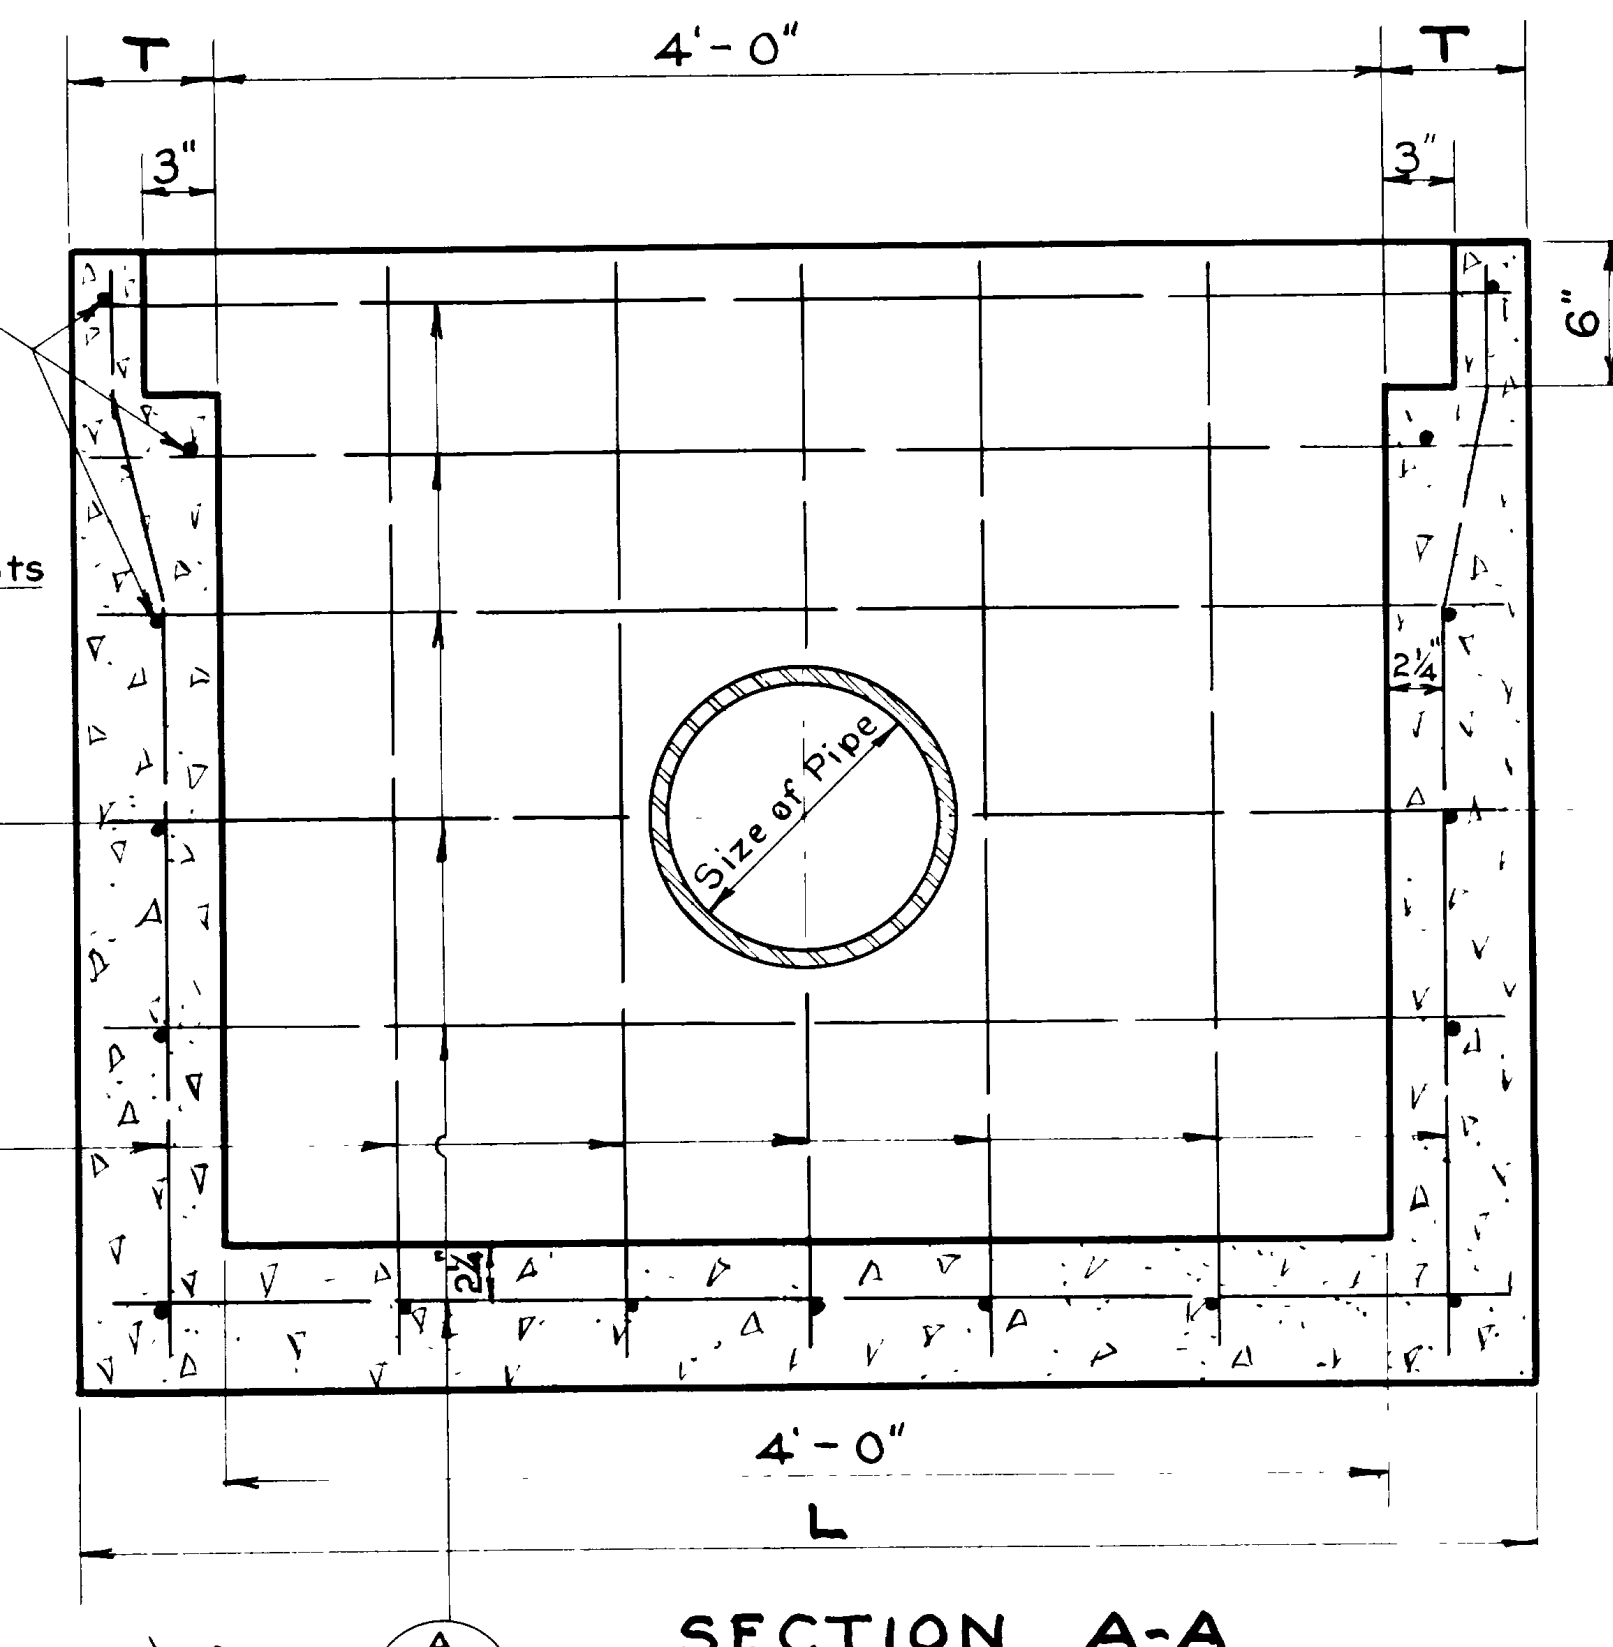 T 4'-0" T
3" 3"
6"
ts
2¼"
Size of Pipe
2¼"
4'-0"
L
A
SECTION A-A